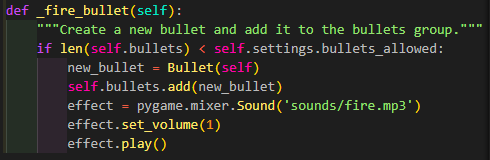 def _fire_bullet(self):
    """Create a new bullet and add it to the bullets group."""
    if len(self.bullets) < self.settings.bullets_allowed:
        new_bullet = Bullet(self)
        self.bullets.add(new_bullet)
        effect = pygame.mixer.Sound('sounds/fire.mp3')
        effect.set_volume(1)
        effect.play()